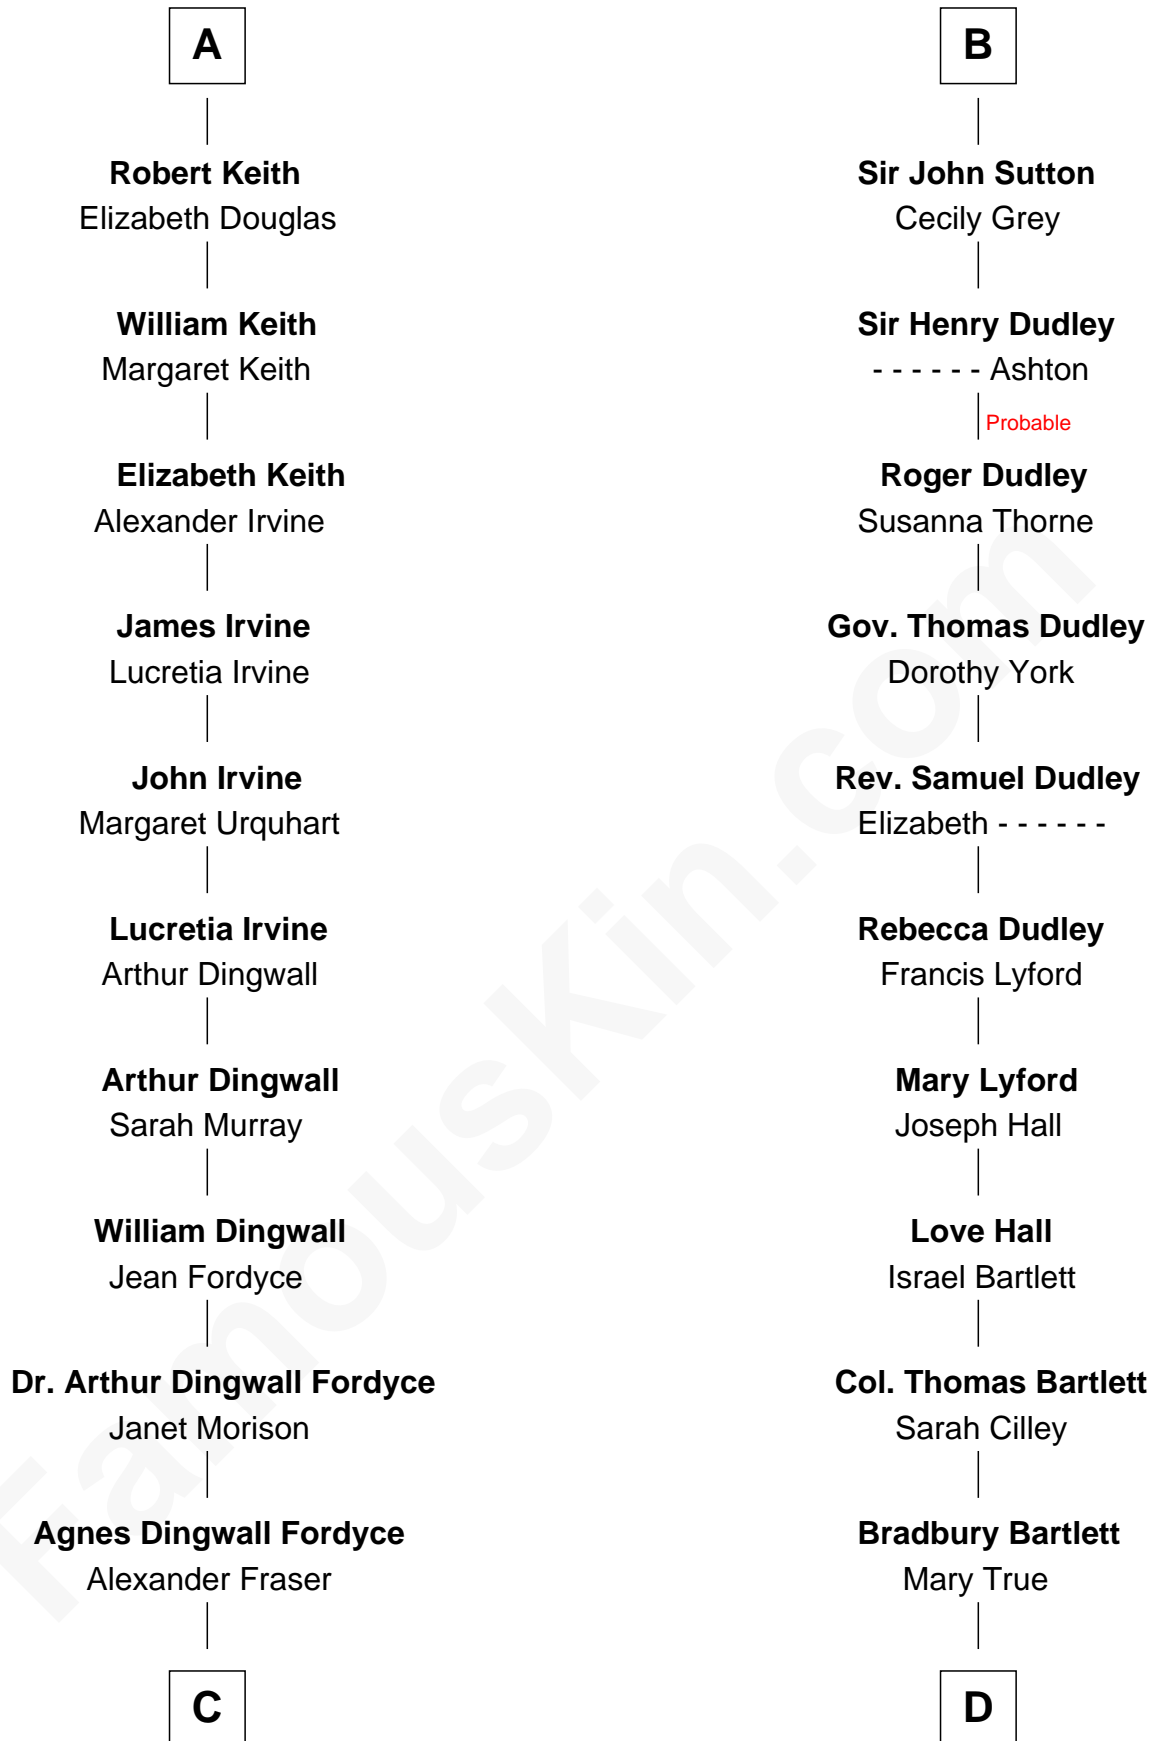 A
Robert Keith
Elizabeth Douglas
William Keith
Margaret Keith
Elizabeth Keith
Alexander Irvine
James Irvine
Lucretia Irvine
John Irvine
Margaret Urquhart
Lucretia Irvine
Arthur Dingwall
Arthur Dingwall
Sarah Murray
William Dingwall
Jean Fordyce
Dr. Arthur Dingwall Fordyce
Janet Morison
Agnes Dingwall Fordyce
Alexander Fraser
C
B
Sir John Sutton
Cecily Grey
Sir Henry Dudley
- - - - - - Ashton
Probable
Roger Dudley
Susanna Thorne
Gov. Thomas Dudley
Dorothy York
Rev. Samuel Dudley
Elizabeth - - - - - -
Rebecca Dudley
Francis Lyford
Mary Lyford
Joseph Hall
Love Hall
Israel Bartlett
Col. Thomas Bartlett
Sarah Cilley
Bradbury Bartlett
Mary True
D
FamousKin.com